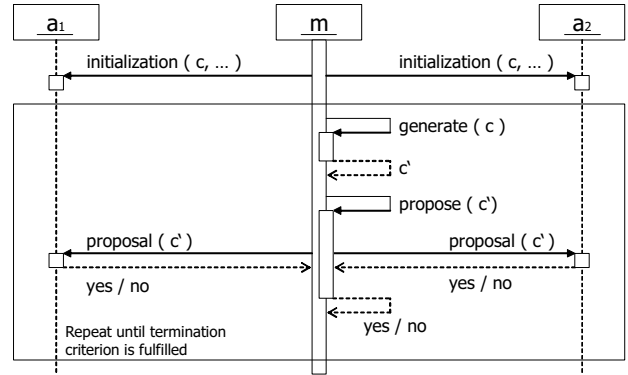 a1 m a2
initialization ( c, ... ) initialization ( c, ... )
generate ( c )
c‘
propose ( c‘)
proposal ( c‘ ) proposal ( c‘ )
yes / no yes / no
yes / no
Repeat until termination
criterion is fulfilled